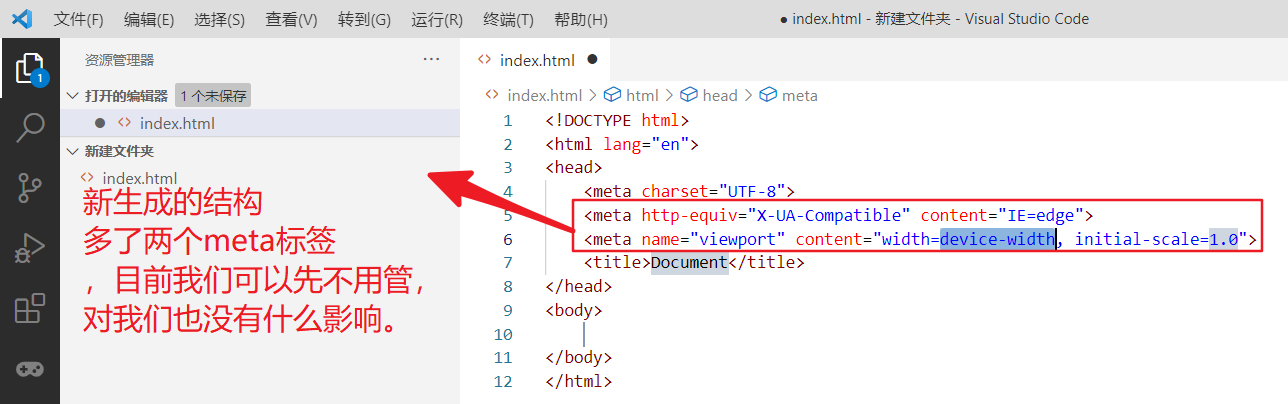 文件(F) 编辑(E) 选择(S) 查看(V) 转到(G) 运行(R) 终端(T) 帮助(H) ● index.html - 新建文件夹 - Visual Studio Code
资源管理器 ···
1
打开的编辑器 1 个未保存
● <> index.html
新建文件夹
<> index.html
新生成的结构
多了两个meta标签
，目前我们可以先不用管，
对我们也没有什么影响。
<> index.html ●
<> index.html > html > head > meta
1 <!DOCTYPE html>
2 <html lang="en">
3 <head>
4 <meta charset="UTF-8">
5 <meta http-equiv="X-UA-Compatible" content="IE=edge">
6 <meta name="viewport" content="width=device-width, initial-scale=1.0">
7 <title>Document</title>
8 </head>
9 <body>
10
11 </body>
12 </html>